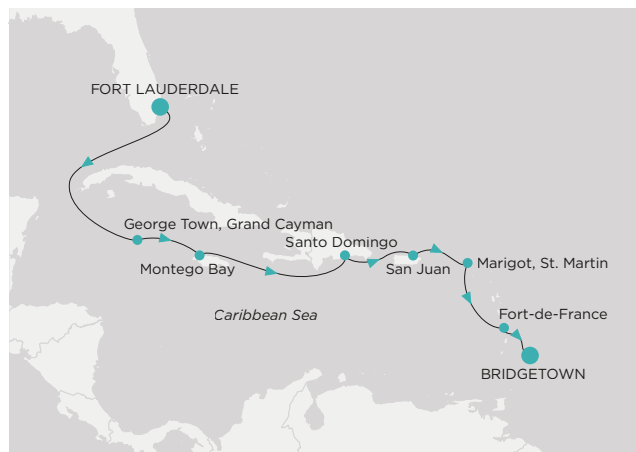 FORT LAUDERDALE
George Town, Grand Cayman
Santo Domingo
Montego Bay
San Juan
Marigot, St. Martin
Caribbean Sea
Fort-de-France
BRIDGETOWN